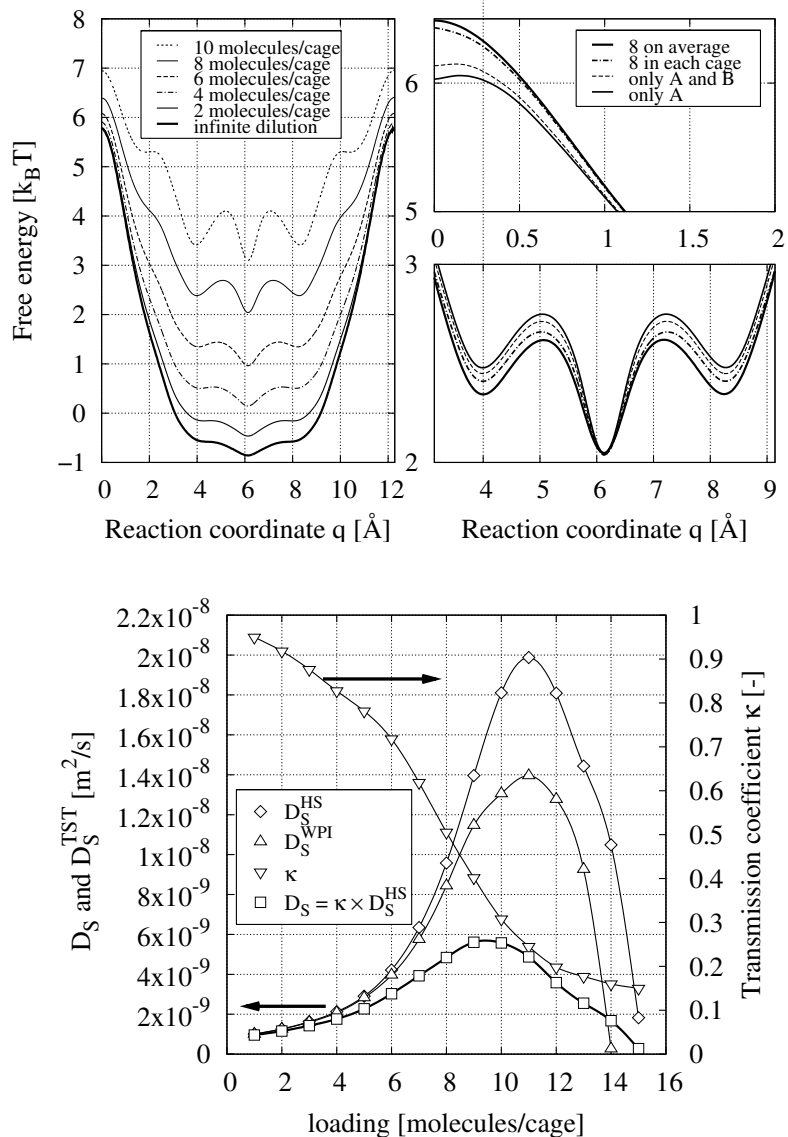 8
7
6
5
4
3
2
1
0
−1
Free energy [k_BT]
10 molecules/cage
8 molecules/cage
6 molecules/cage
4 molecules/cage
2 molecules/cage
infinite dilution
0 2 4 6 8 10 12
Reaction coordinate q [Å]
8 on average
8 in each cage
only A and B
only A
6
5
0 0.5 1 1.5 2
3
2
4 5 6 7 8 9
Reaction coordinate q [Å]
2.2x10^-8
2x10^-8
1.8x10^-8
1.6x10^-8
1.4x10^-8
1.2x10^-8
1x10^-8
8x10^-9
6x10^-9
4x10^-9
2x10^-9
0
D_S and D_S^TST [m^2/s]
D_S^HS
D_S^WPI
κ
D_S = κ × D_S^HS
1
0.9
0.8
0.7
0.6
0.5
0.4
0.3
0.2
0.1
0
Transmission coefficient κ [-]
0 2 4 6 8 10 12 14 16
loading [molecules/cage]